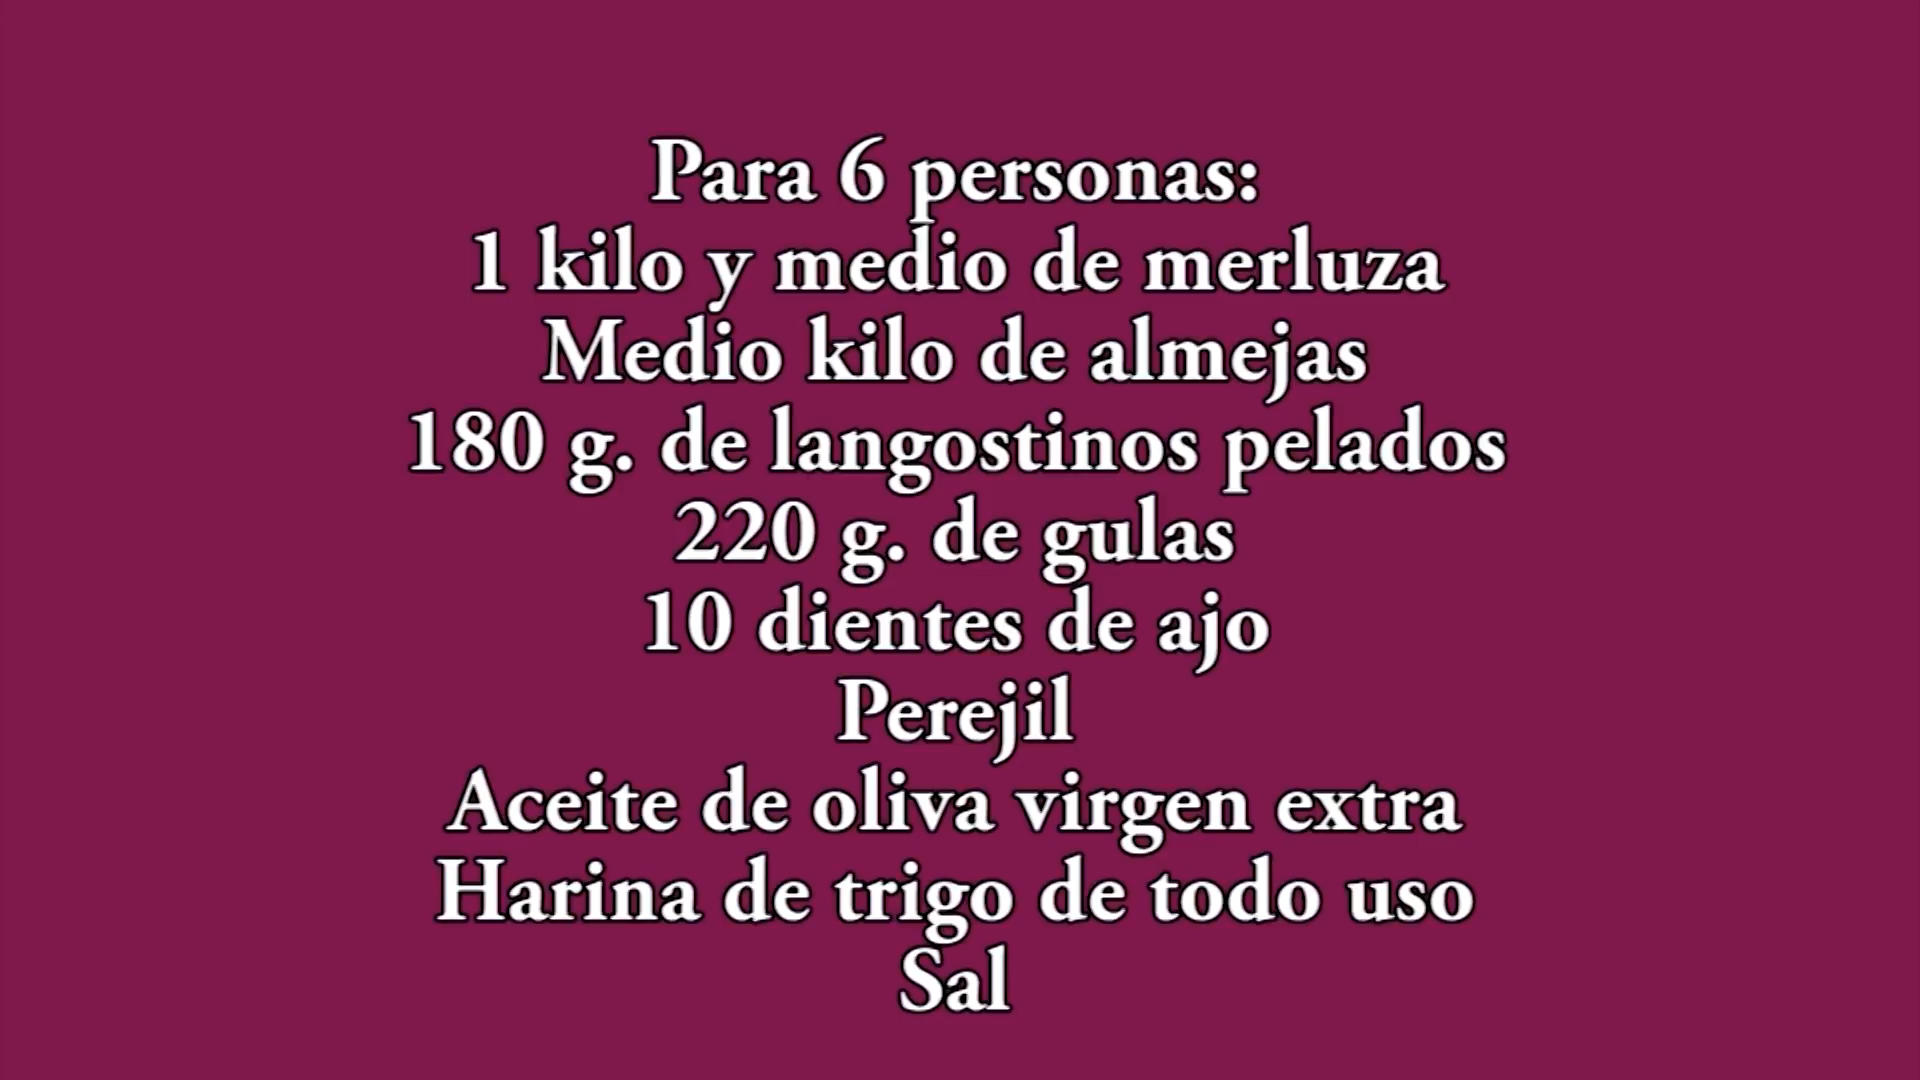 Para 6 personas:
1 kilo y medio de merluza
Medio kilo de almejas
180 g. de langostinos pelados
220 g. de gulas
10 dientes de ajo
Perejil
Aceite de oliva virgen extra
Harina de trigo de todo uso
Sal